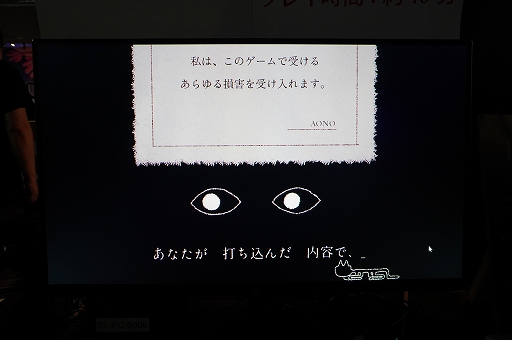 私は、このゲームで受ける
あらゆる損害を受け入れます。
AONO
あなたが 打ち込んだ 内容で、_